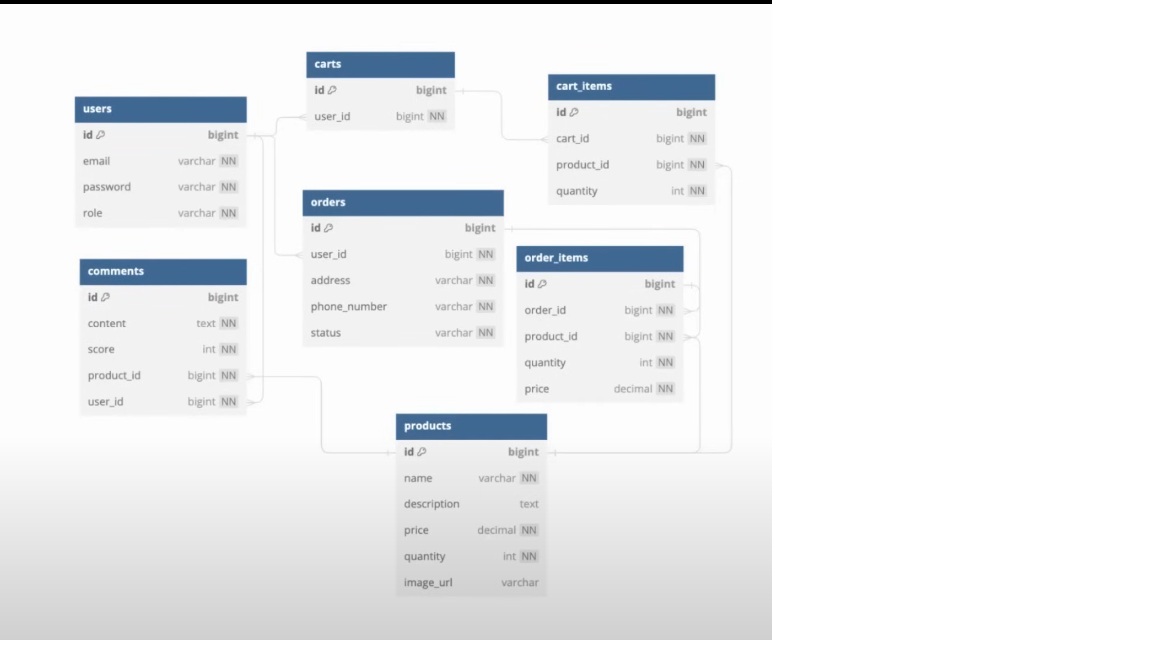 carts
id bigint
user_id bigint NN
users
id bigint
email varchar NN
password varchar NN
role varchar NN
cart_items
id bigint
cart_id bigint NN
product_id bigint NN
quantity int NN
orders
id bigint
user_id bigint NN
address varchar NN
phone_number varchar NN
status varchar NN
comments
id bigint
content text NN
score int NN
product_id bigint NN
user_id bigint NN
order_items
id bigint
order_id bigint NN
product_id bigint NN
quantity int NN
price decimal NN
products
id bigint
name varchar NN
description text
price decimal NN
quantity int NN
image_url varchar